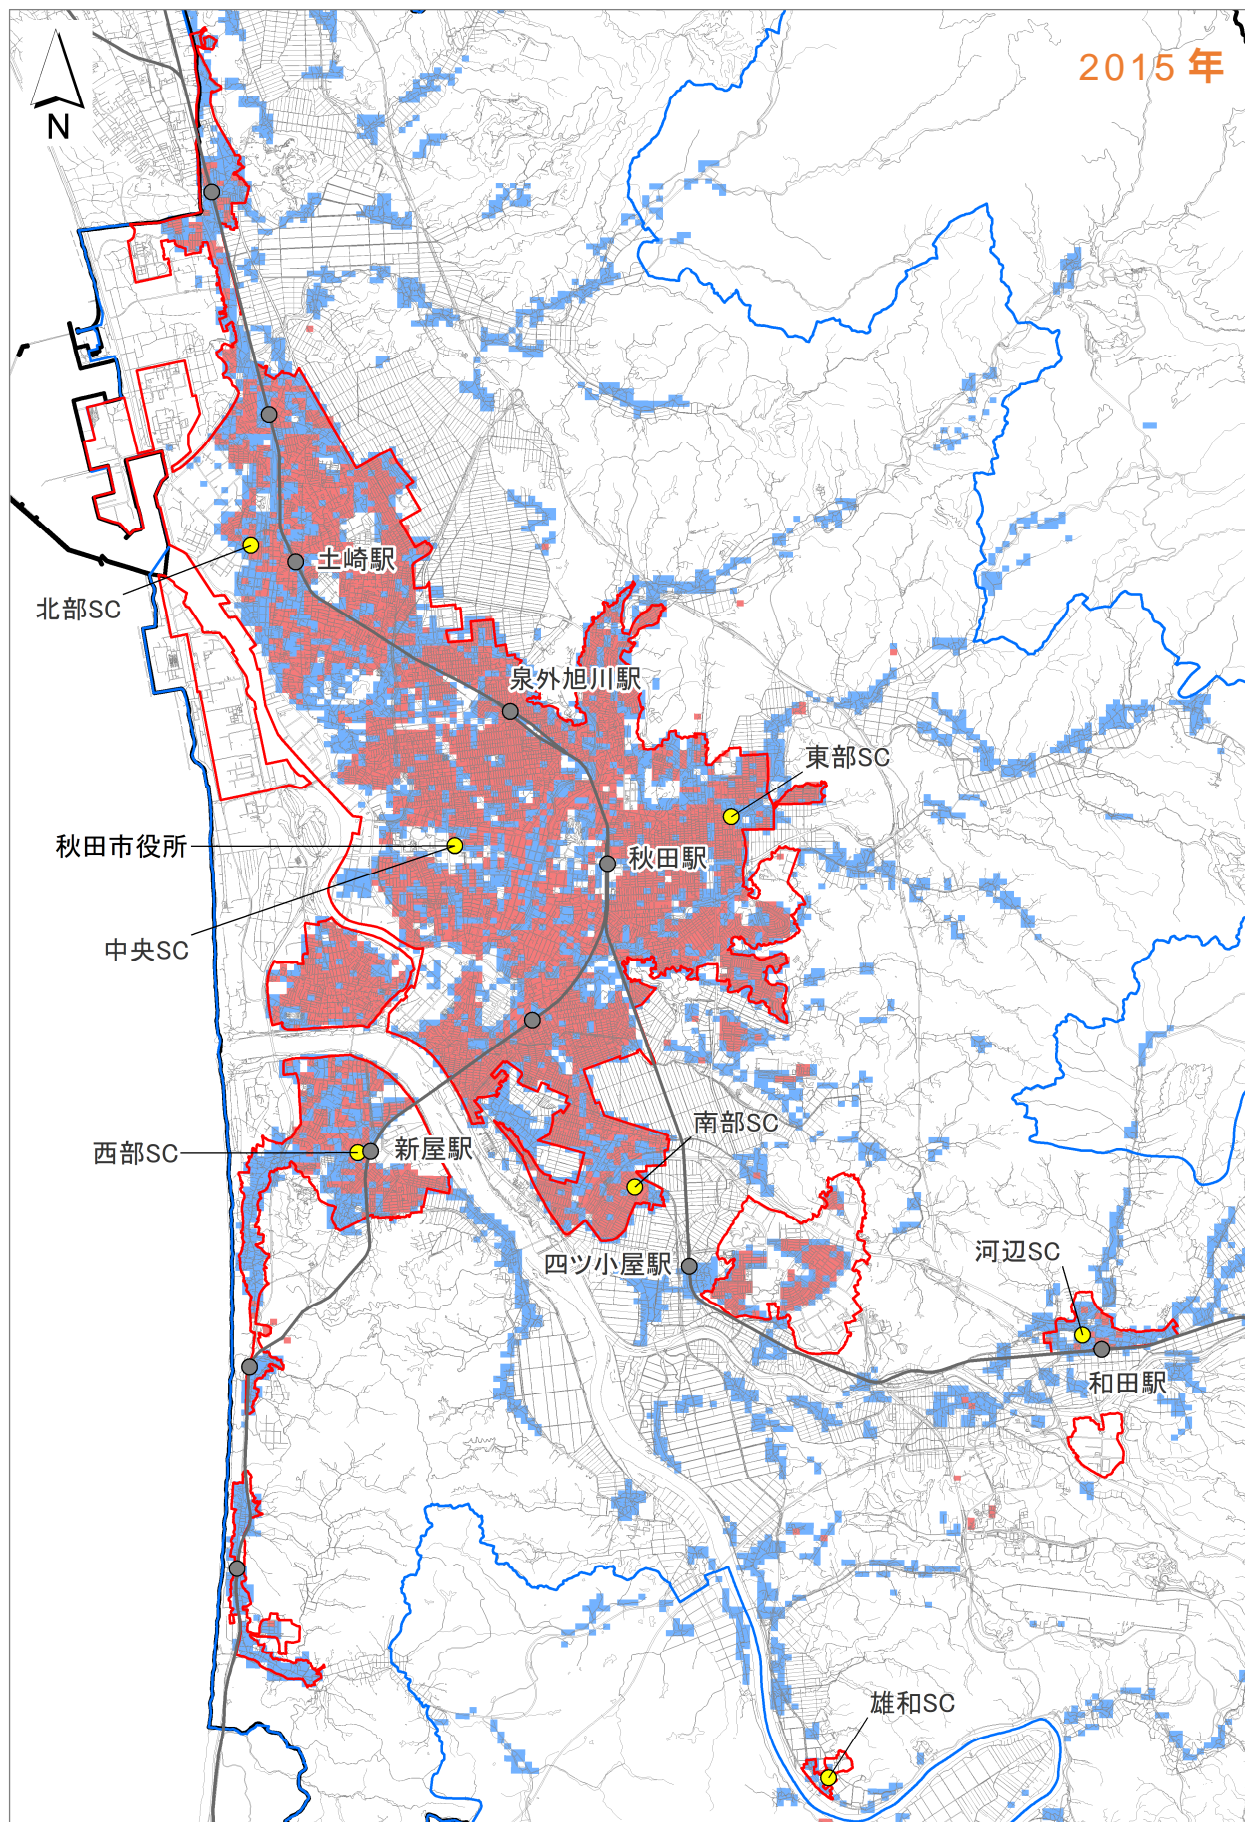 2015 年
N
土崎駅
北部SC
泉外旭川駅
東部SC
秋田市役所
秋田駅
中央SC
南部SC
西部SC
新屋駅
四ツ小屋駅
河辺SC
和田駅
雄和SC